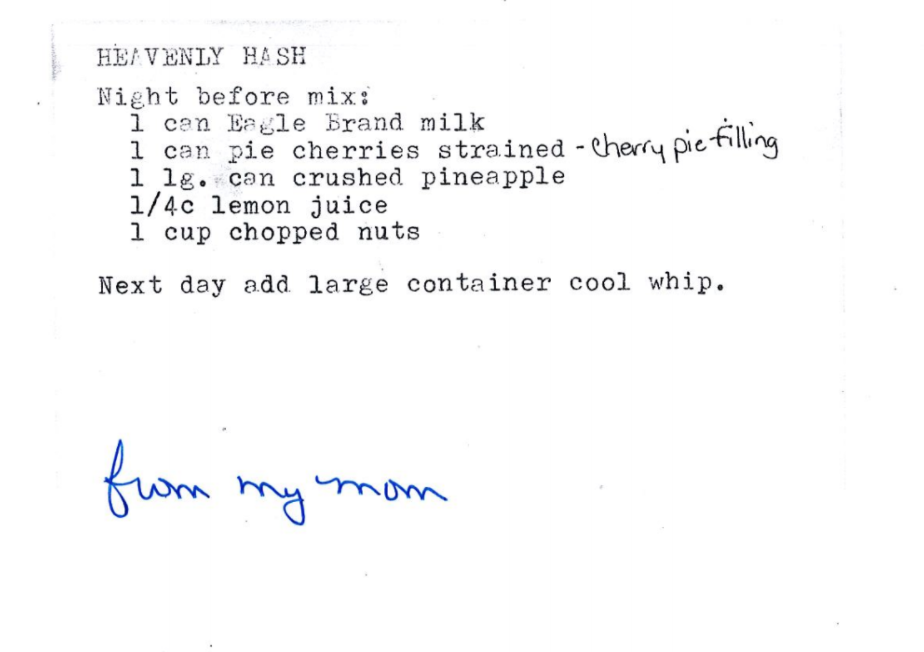 HEAVENLY HASH
Night before mix:
1 can Eagle Brand milk
1 can pie cherries strained - Cherry pie filling
1 lg. can crushed pineapple
1/4c lemon juice
1 cup chopped nuts
Next day add large container cool whip.
from my mom